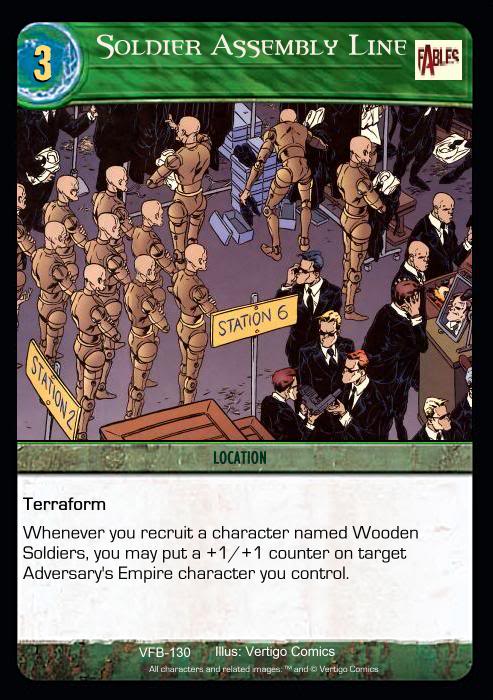 3
SOLDIER ASSEMBLY LINE
FABLES
STATION 6
STATION 2
LOCATION
Terraform
Whenever you recruit a character named Wooden
Soldiers, you may put a +1/+1 counter on target
Adversary's Empire character you control.
VFB-130 Illus: Vertigo Comics
All characters and related images: ™ and © Vertigo Comics